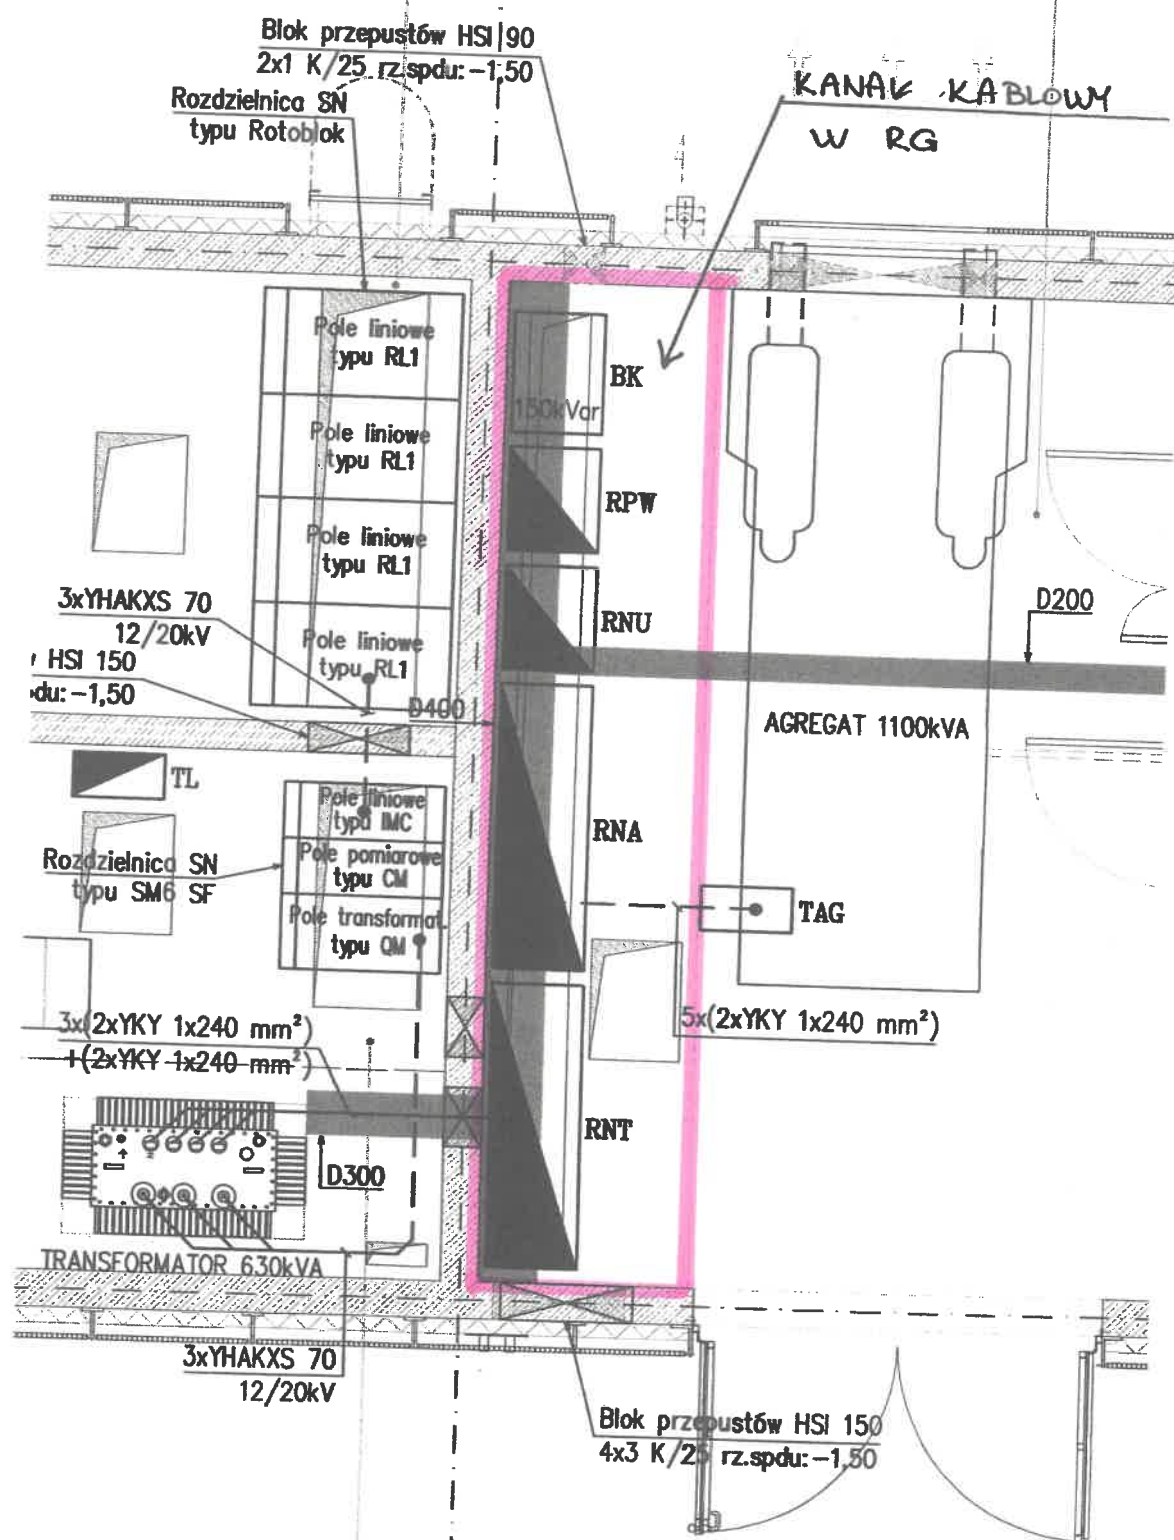 Blok przepustów HSI 90
2x1 K/25 rz.spdu:-1,50
Rozdzielnica SN
typu Rotoblok
KANAŁ KABLOWY
W RG
Pole liniowe
typu RL1
BK
150kVar
Pole liniowe
typu RL1
RPW
Pole liniowe
typu RL1
3xYHAKXS 70
12/20kV
RNU
D200
Pole liniowe
typu RL1
HSI 150
du:-1,50
D400
AGREGAT 1100kVA
TL
Pole liniowe
typu IMC
RNA
Rozdzielnica SN
typu SM6 SF
Pole pomiarowe
typu CM
Pole transformat.
typu QM
TAG
3x(2xYKY 1x240 mm²)
+(2xYKY 1x240 mm²)
5x(2xYKY 1x240 mm²)
RNT
D300
TRANSFORMATOR 630kVA
3xYHAKXS 70
12/20kV
Blok przepustów HSI 150
4x3 K/25 rz.spdu:-1,50